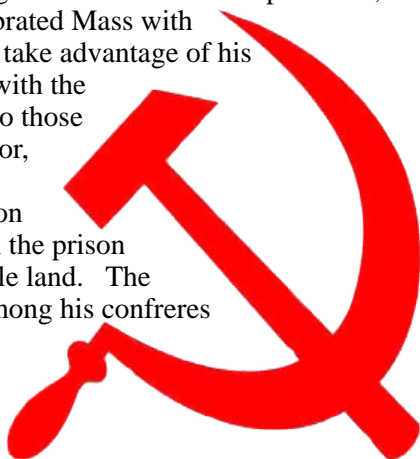 brated Mass with
take advantage of his
with the
o those
or,
on
the prison
le land. The
mong his confreres